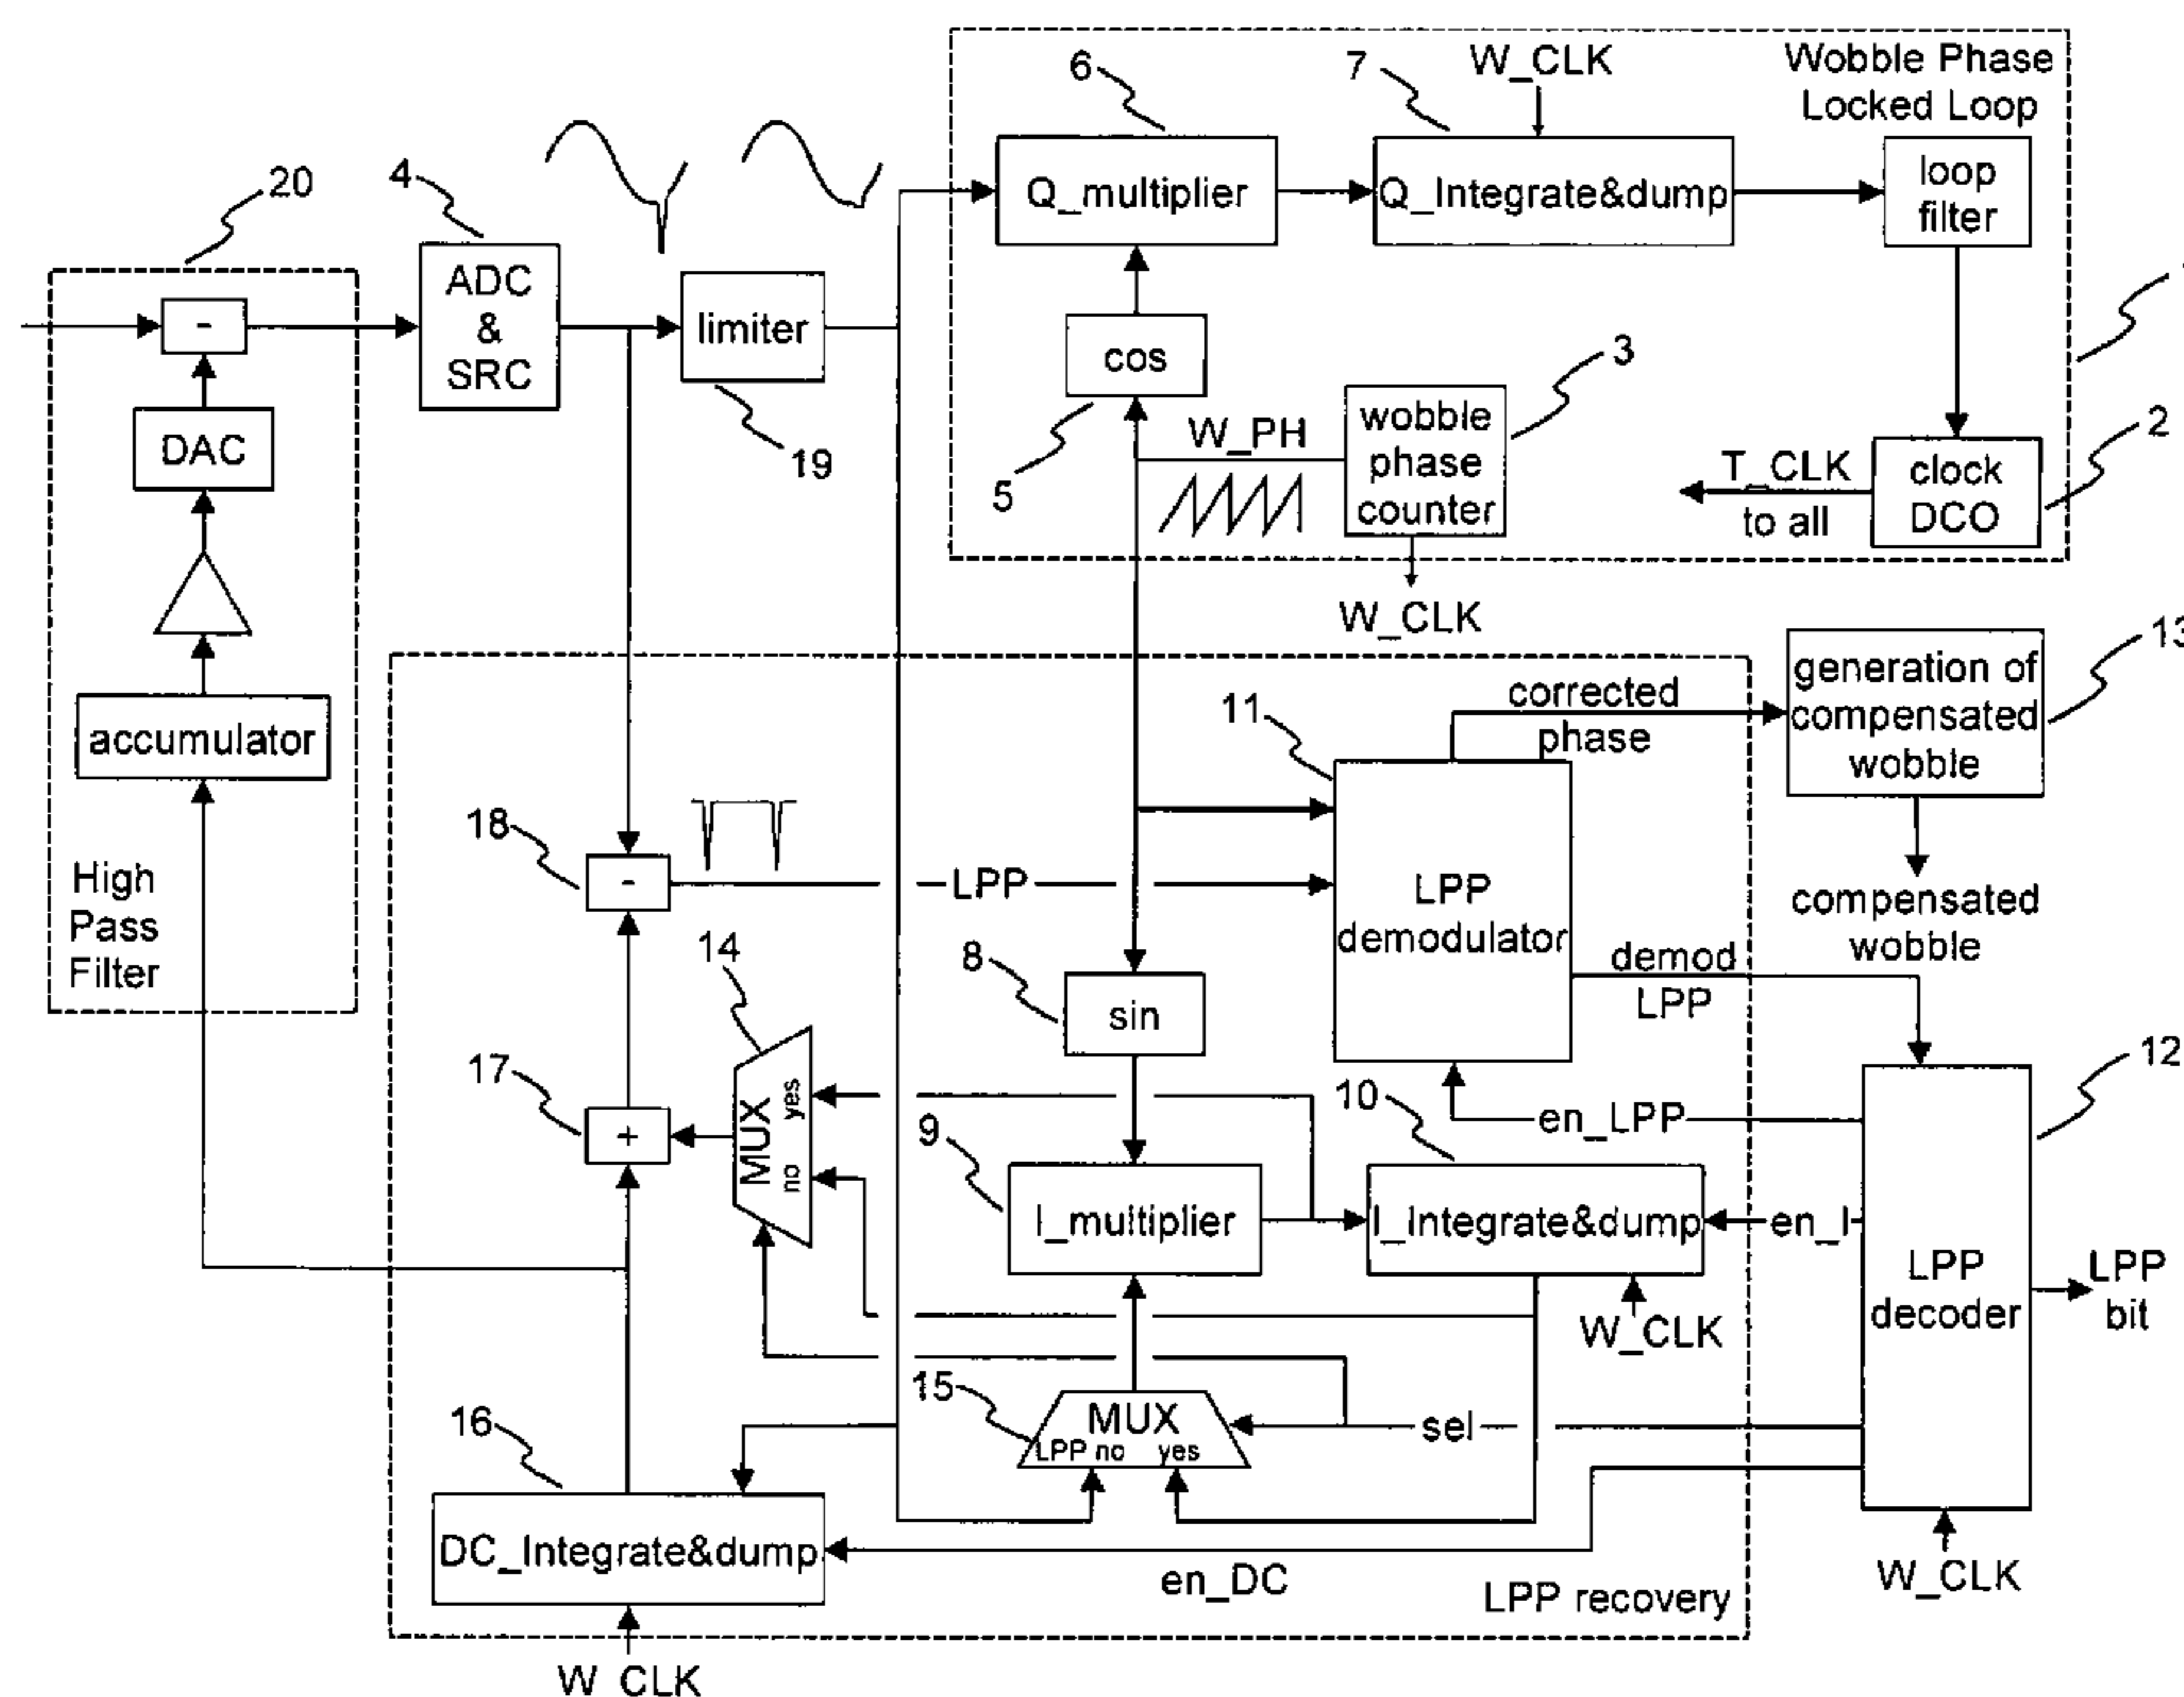 6
7
W_CLK
Wobble Phase
Locked Loop
20
4
Q_multiplier
Q_Integrate&dump
loop
filter
-
ADC
&
SRC
limiter
cos
3
DAC
19
5
W_PH
wobble
phase
counter
T_CLK
to all
clock
DCO
2
W_CLK
13
accumulator
11
corrected
phase
generation of
compensated
wobble
18
-
High
Pass
Filter
LPP
LPP
demodulator
compensated
wobble
14
8
demod
LPP
sin
17
+
MUX
yes
no
10
en_LPP
12
9
I_multiplier
I_Integrate&dump
en_I
LPP
decoder
LPP
bit
W_CLK
15
MUX
LPP no yes
sel
16
DC_Integrate&dump
en_DC
LPP recovery
W_CLK
W_CLK